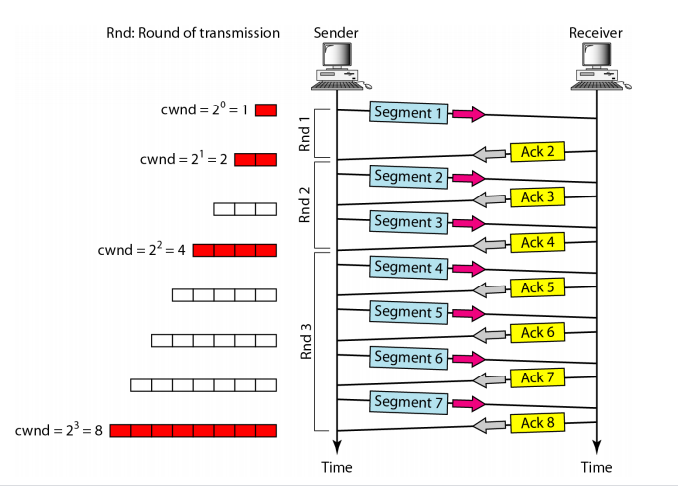 Rnd: Round of transmission
Sender
Receiver
cwnd = 2⁰ = 1
Rnd 1
Segment 1
Ack 2
cwnd = 2¹ = 2
Rnd 2
Segment 2
Ack 3
Segment 3
Ack 4
cwnd = 2² = 4
Rnd 3
Segment 4
Ack 5
Segment 5
Ack 6
Segment 6
Ack 7
Segment 7
Ack 8
cwnd = 2³ = 8
Time
Time